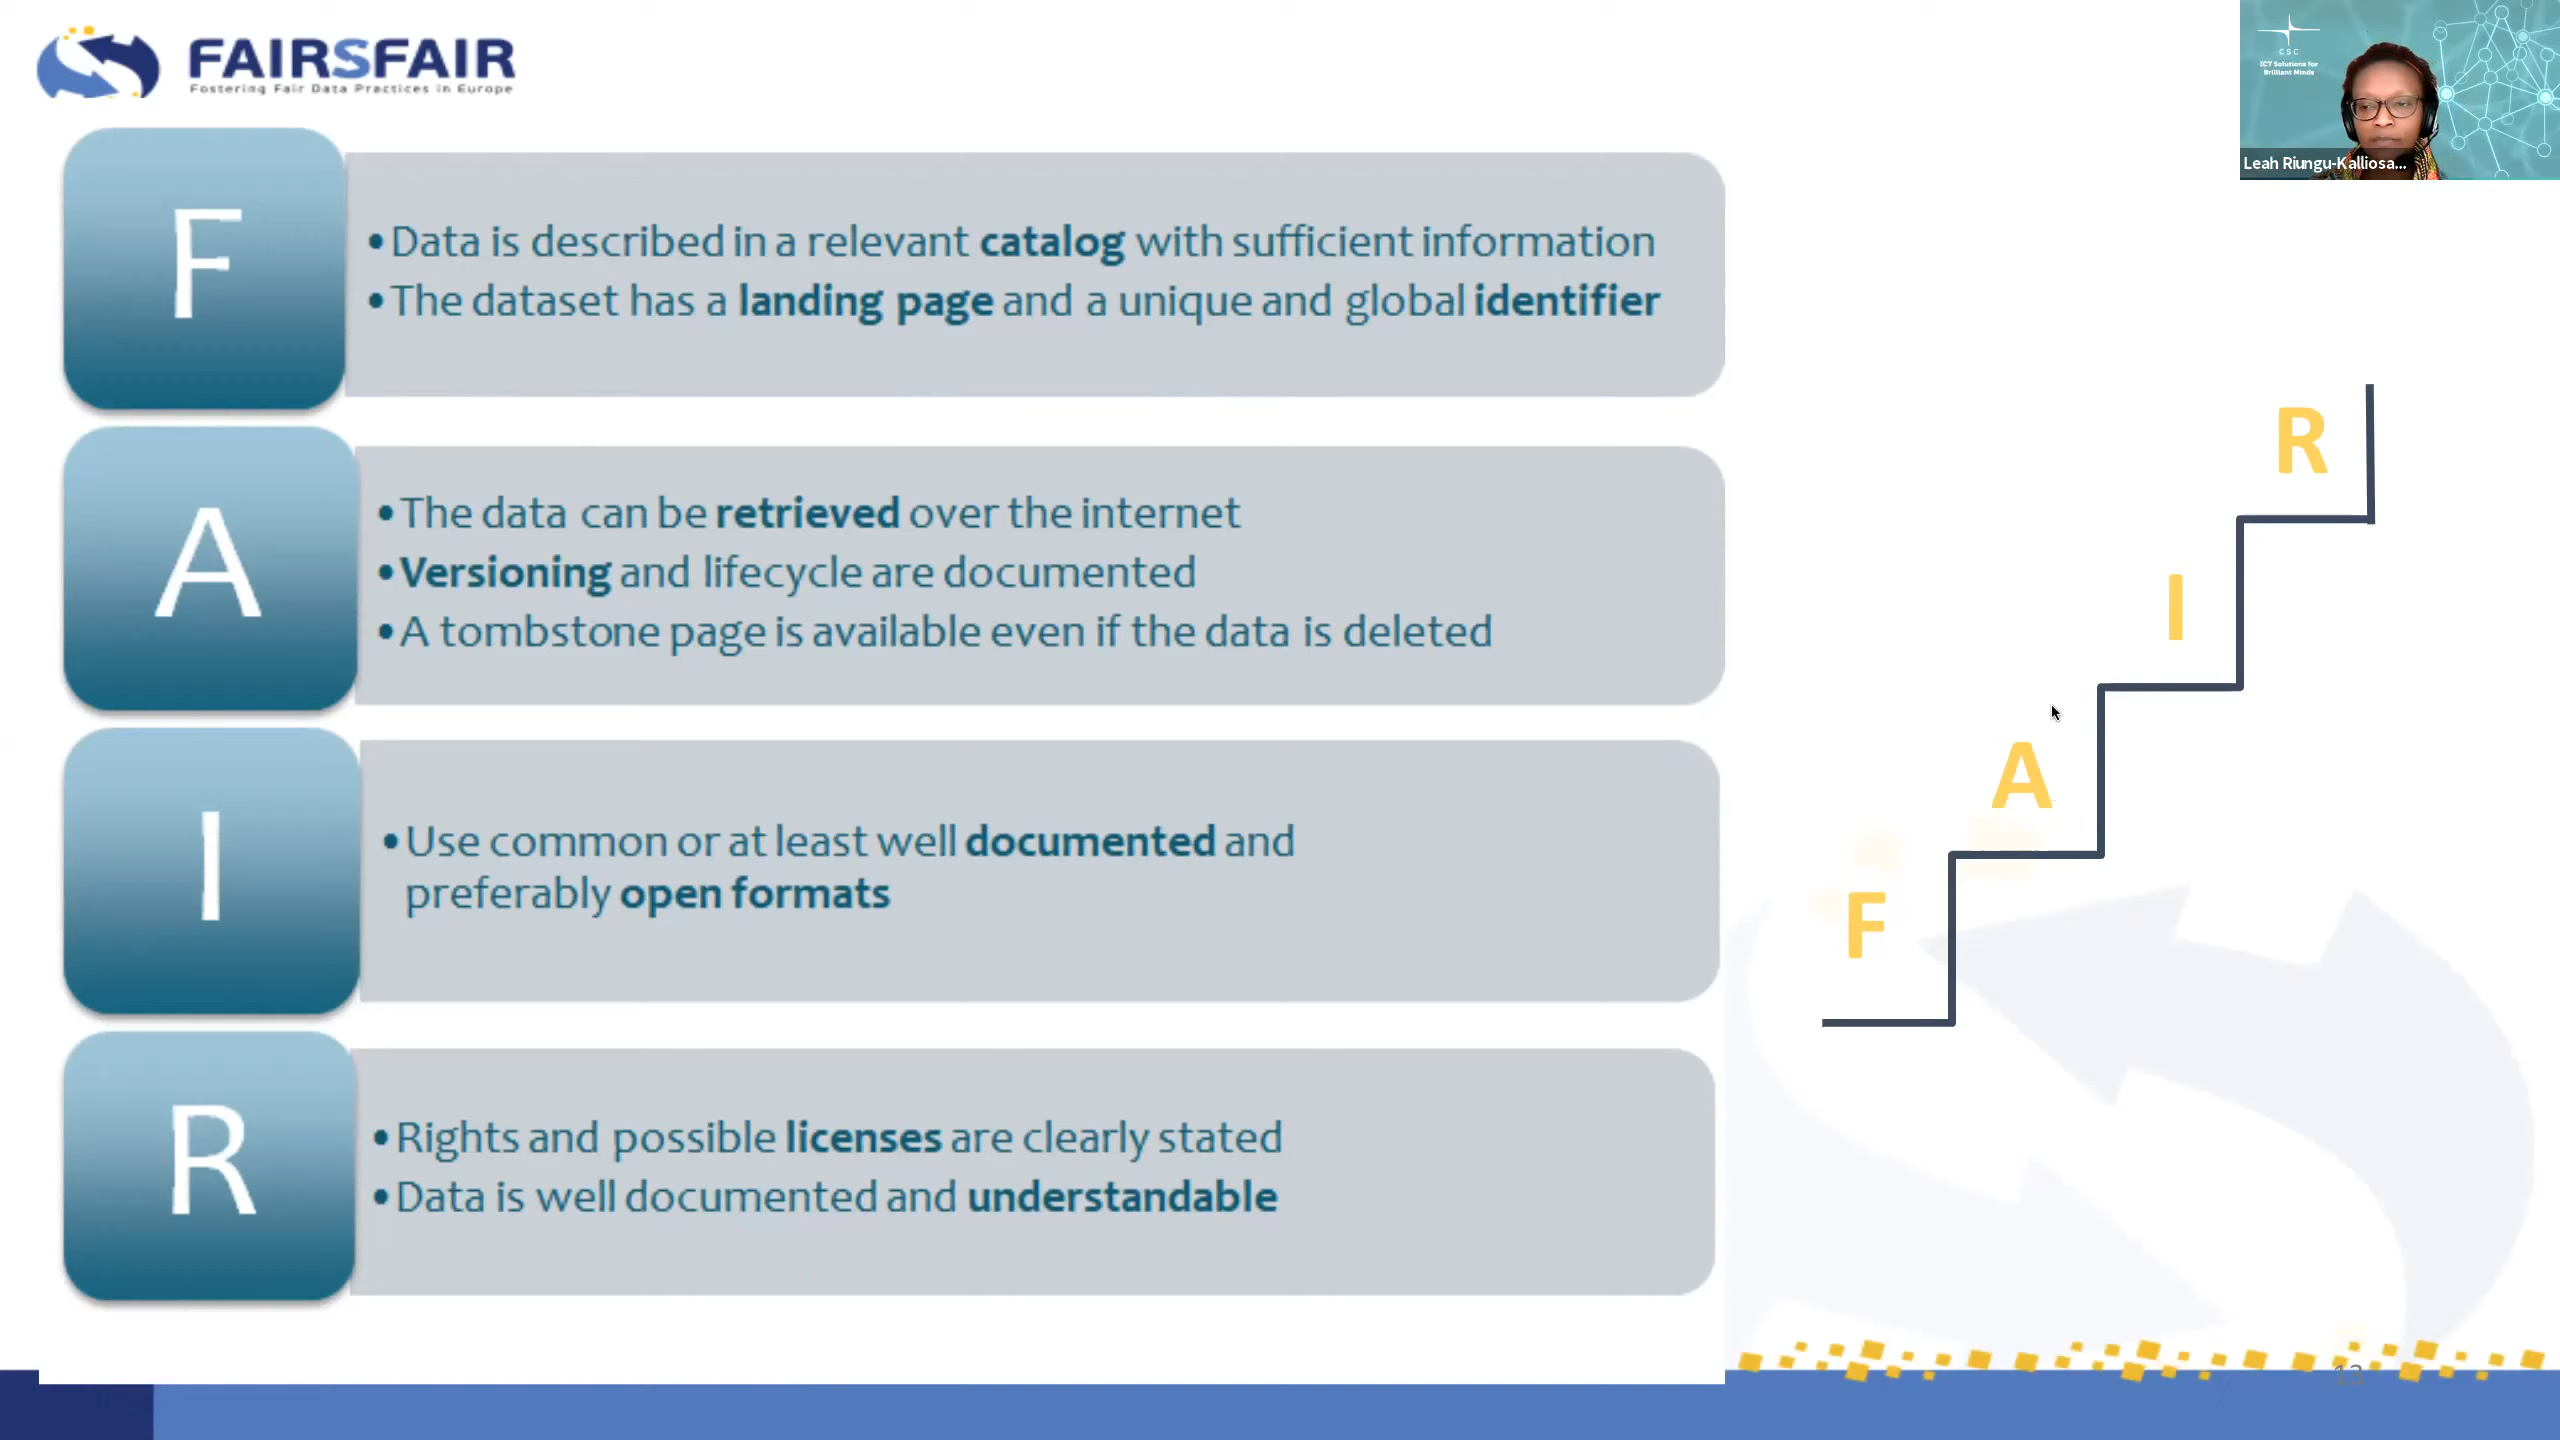 FAIRSFAIR
Fostering Fair Data Practices in Europe
CSC
ICT Solutions for
Brilliant Minds
Leah Riungu-Kalliosa...
F
•Data is described in a relevant catalog with sufficient information
•The dataset has a landing page and a unique and global identifier
A
•The data can be retrieved over the internet
•Versioning and lifecycle are documented
•A tombstone page is available even if the data is deleted
I
•Use common or at least well documented and
preferably open formats
R
•Rights and possible licenses are clearly stated
•Data is well documented and understandable
R
I
A
F
13